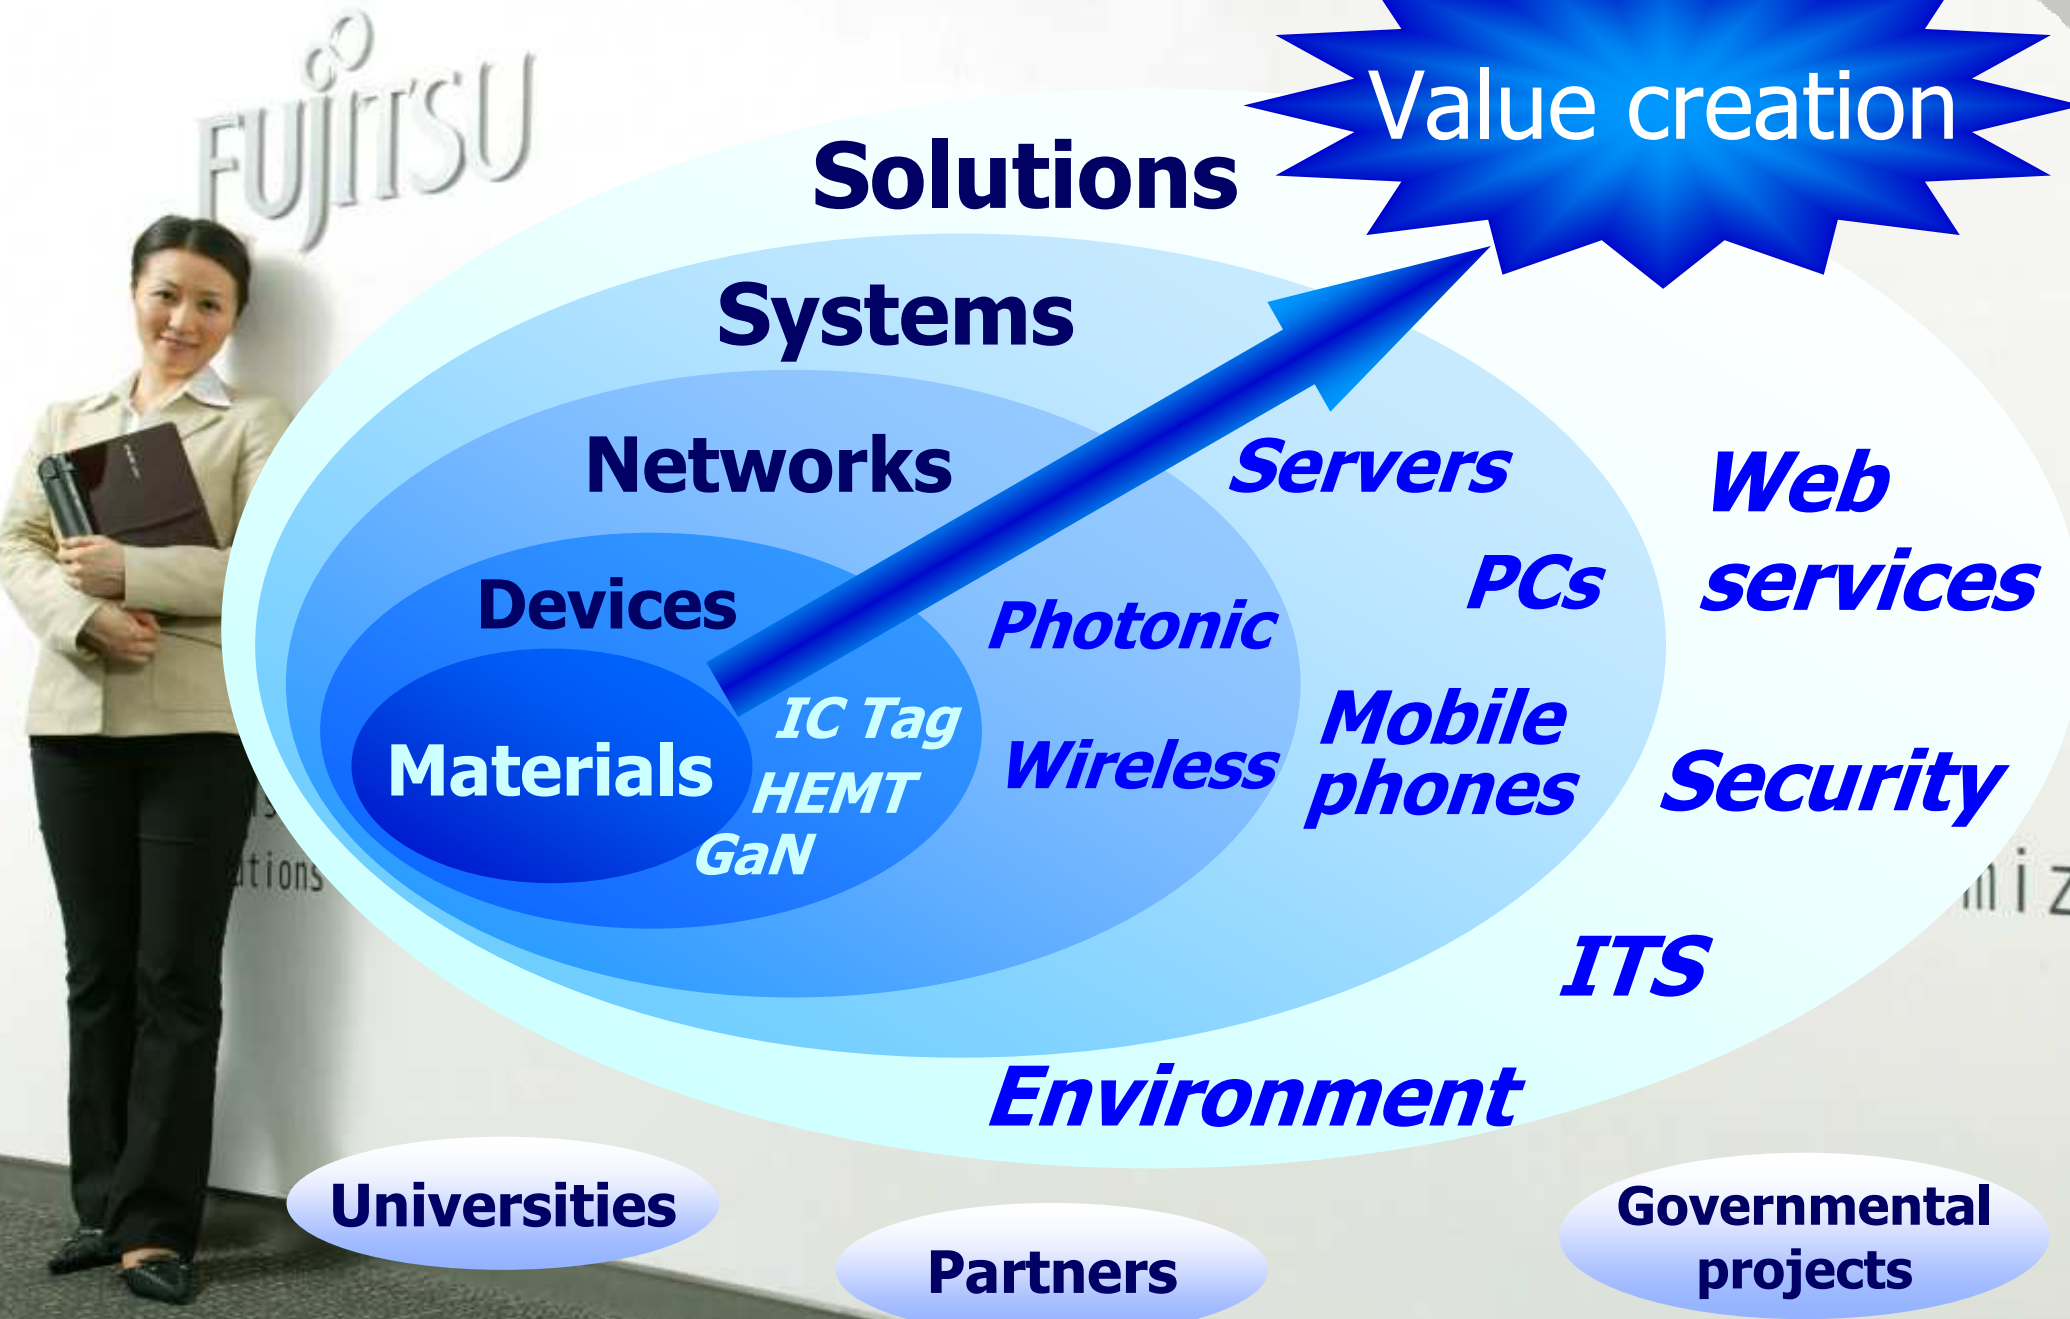 FUJITSU
Value creation
Solutions
Systems
Networks
Servers
Web
services
Devices
PCs
Photonic
IC Tag
Mobile
phones
Materials
HEMT
Wireless
Security
GaN
ITS
Environment
Universities
Partners
Governmental
projects